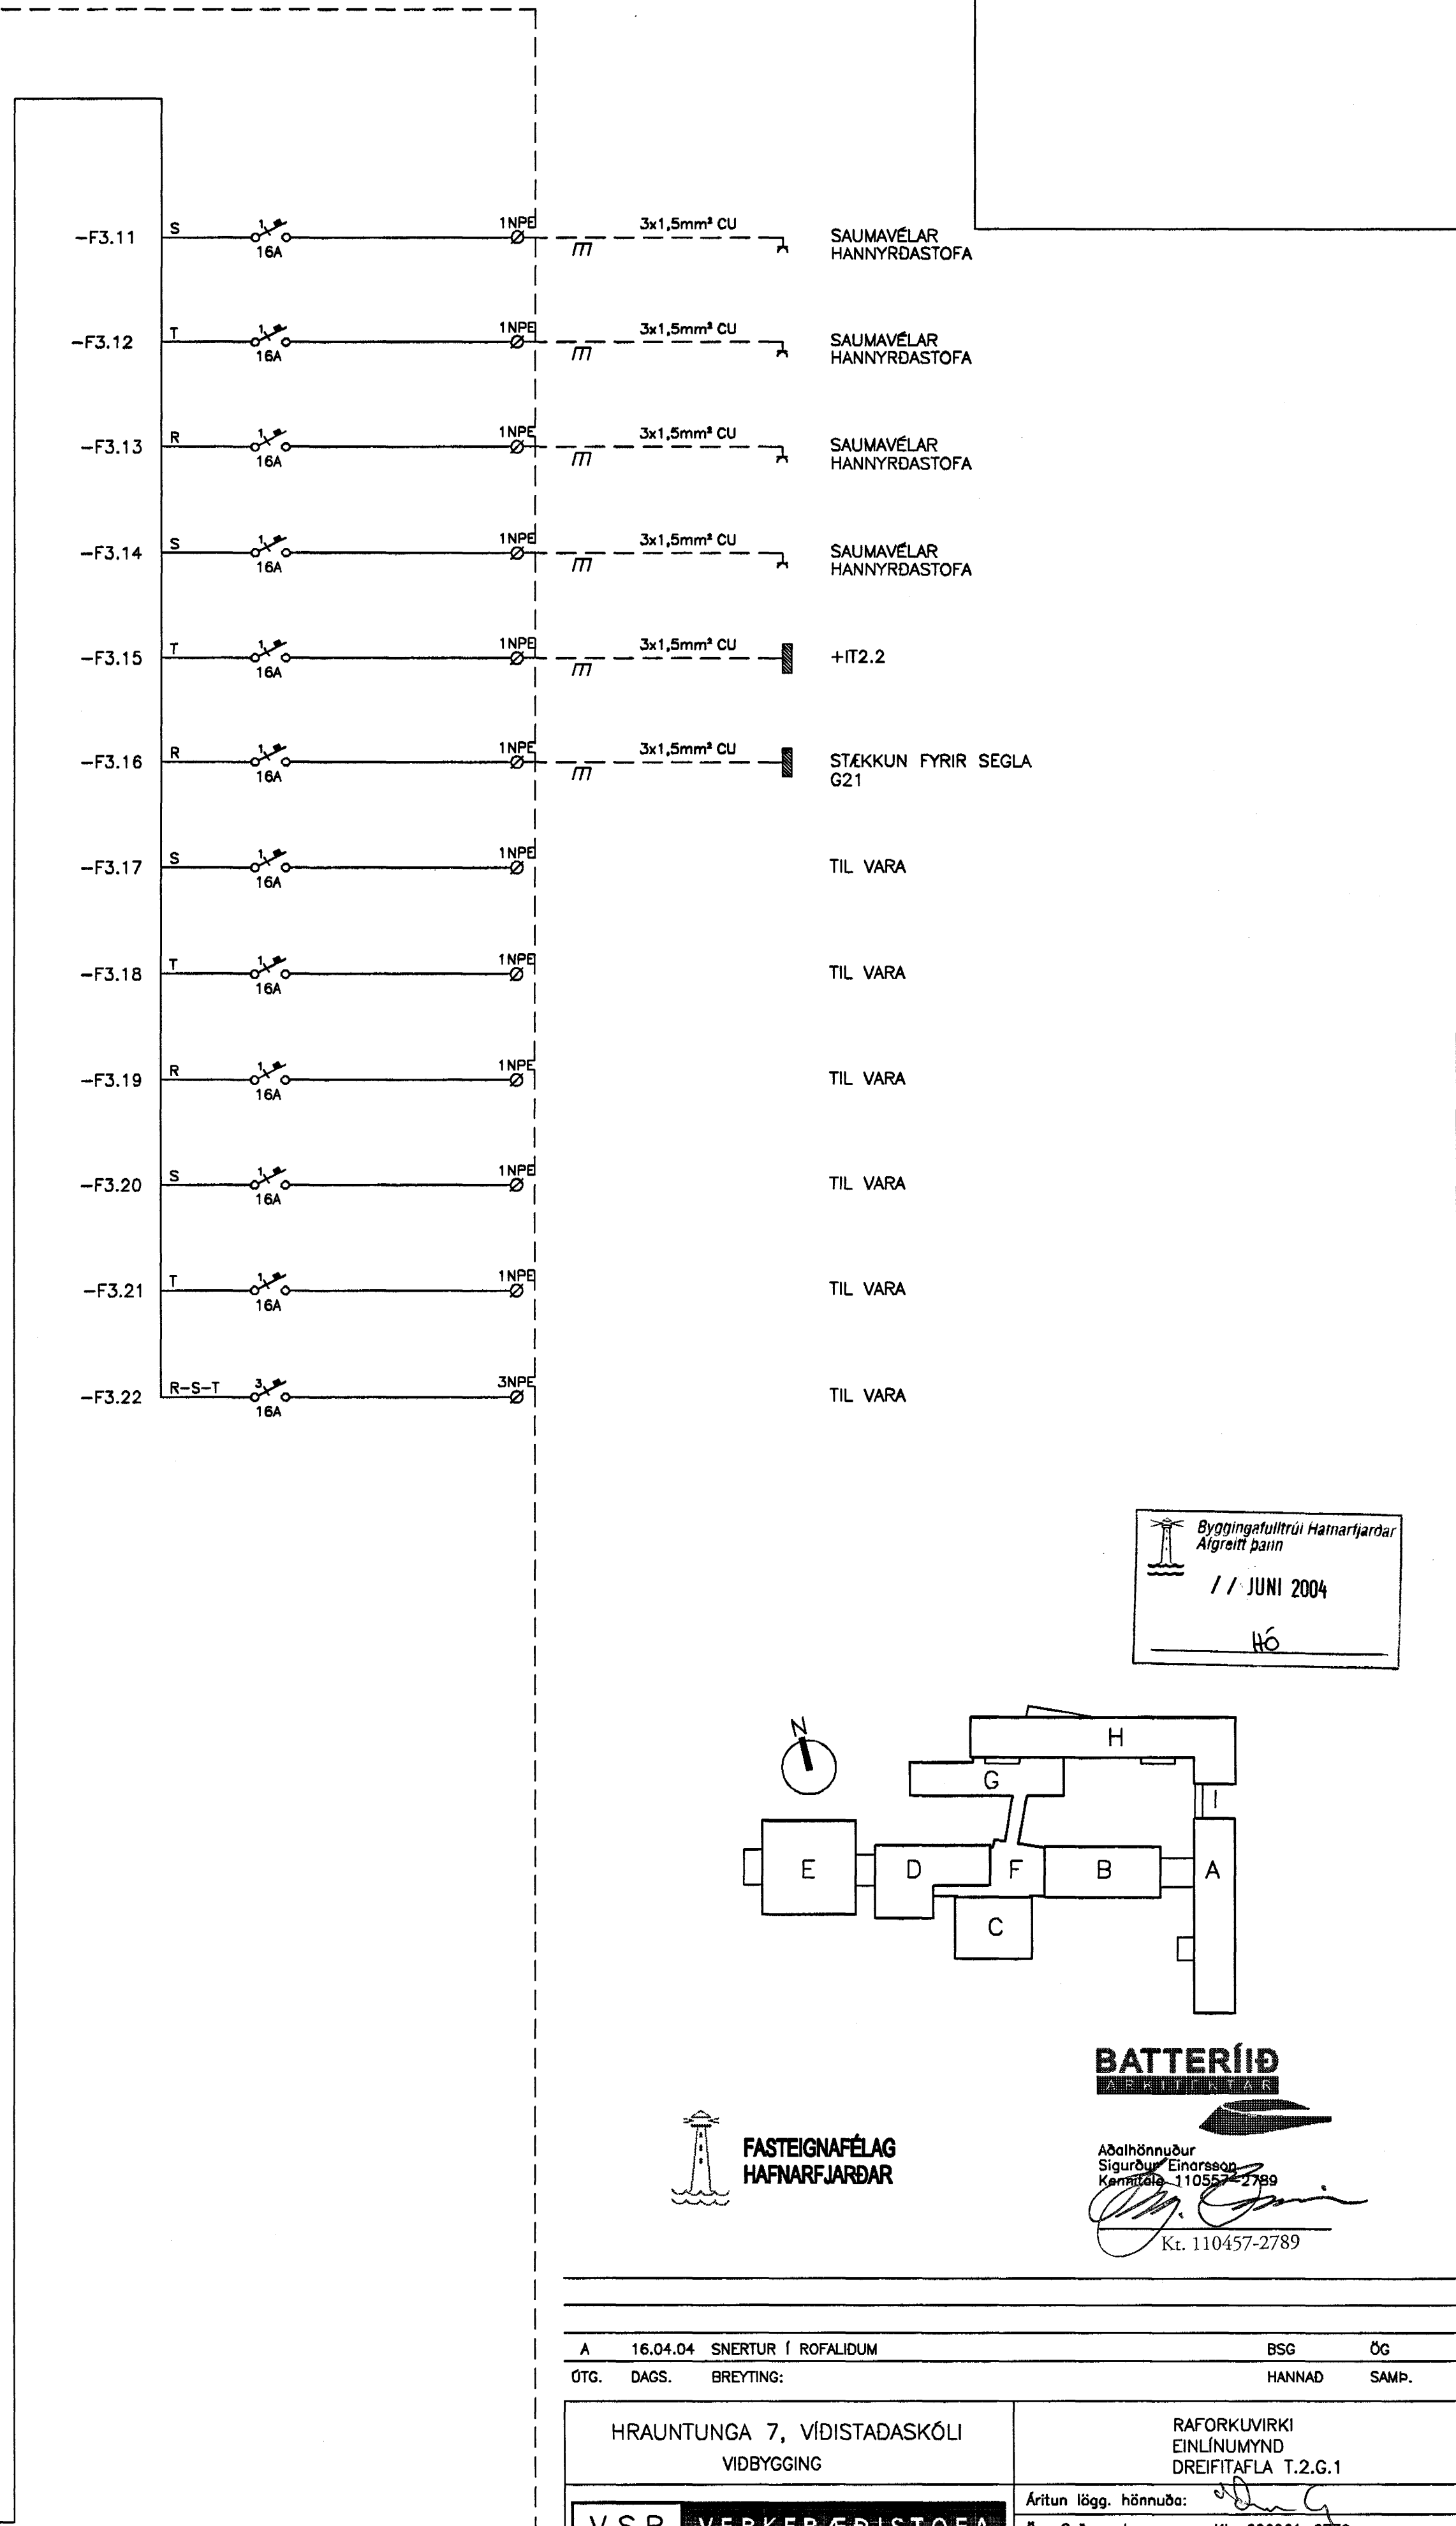 -F3.11 S 1 16A 1NPE 3x1,5mm² CU SAUMAVÉLAR
HANNYRÐASTOFA
-F3.12 T 1 16A 1NPE 3x1,5mm² CU SAUMAVÉLAR
HANNYRÐASTOFA
-F3.13 R 1 16A 1NPE 3x1,5mm² CU SAUMAVÉLAR
HANNYRÐASTOFA
-F3.14 S 1 16A 1NPE 3x1,5mm² CU SAUMAVÉLAR
HANNYRÐASTOFA
-F3.15 T 1 16A 1NPE 3x1,5mm² CU +IT2.2
-F3.16 R 1 16A 1NPE 3x1,5mm² CU STÆKKUN FYRIR SEGLA
G21
-F3.17 S 1 16A 1NPE TIL VARA
-F3.18 T 1 16A 1NPE TIL VARA
-F3.19 R 1 16A 1NPE TIL VARA
-F3.20 S 1 16A 1NPE TIL VARA
-F3.21 T 1 16A 1NPE TIL VARA
-F3.22 R-S-T 3 16A 3NPE TIL VARA
Byggingafulltrúi Hafnarfjarðar
Afgreitt þann
/ / JUNI 2004
HÓ
N
H
G
I
E D F B A
C
BATTERÍIÐ
ARKITEKTAR
FASTEIGNAFÉLAG
HAFNARFJARÐAR
Aðalhönnuður
Sigurður Einarsson
Kennitala 110557-2789
Kt. 110457-2789
A 16.04.04 SNERTUR Í ROFALIÐUM BSG ÖG
ÚTG. DAGS. BREYTING: HANNAÐ SAMÞ.
HRAUNTUNGA 7, VÍÐISTAÐASKÓLI
VIÐBYGGING
RAFORKUVIRKI
EINLÍNUMYND
DREIFITAFLA T.2.G.1
Áritun lögg. hönnuða:
VERKFRÆÐISTOFA